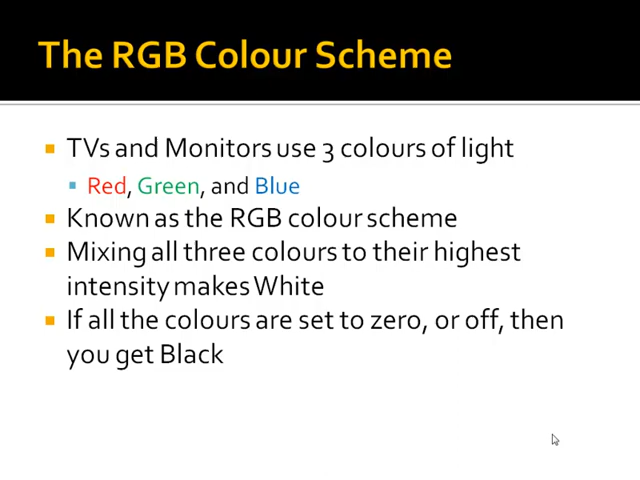 The RGB Colour Scheme
TVs and Monitors use 3 colours of light
Red, Green, and Blue
Known as the RGB colour scheme
Mixing all three colours to their highest
intensity makes White
If all the colours are set to zero, or off, then
you get Black